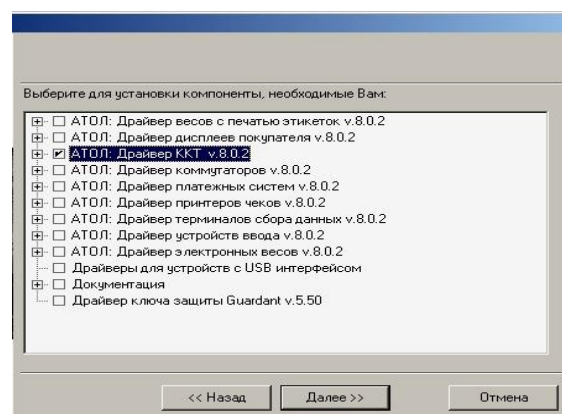 Выберите для установки компоненты, необходимые Вам:
АТОЛ: Драйвер весов с печатью этикеток v.8.0.2
АТОЛ: Драйвер дисплеев покупателя v.8.0.2
АТОЛ: Драйвер ККТ v.8.0.2
АТОЛ: Драйвер коммутаторов v.8.0.2
АТОЛ: Драйвер платежных систем v.8.0.2
АТОЛ: Драйвер принтеров чеков v.8.0.2
АТОЛ: Драйвер терминалов сбора данных v.8.0.2
АТОЛ: Драйвер устройств ввода v.8.0.2
АТОЛ: Драйвер электронных весов v.8.0.2
Драйверы для устройств с USB интерфейсом
Документация
Драйвер ключа защиты Guardant v.5.50
<< Назад Далее >> Отмена